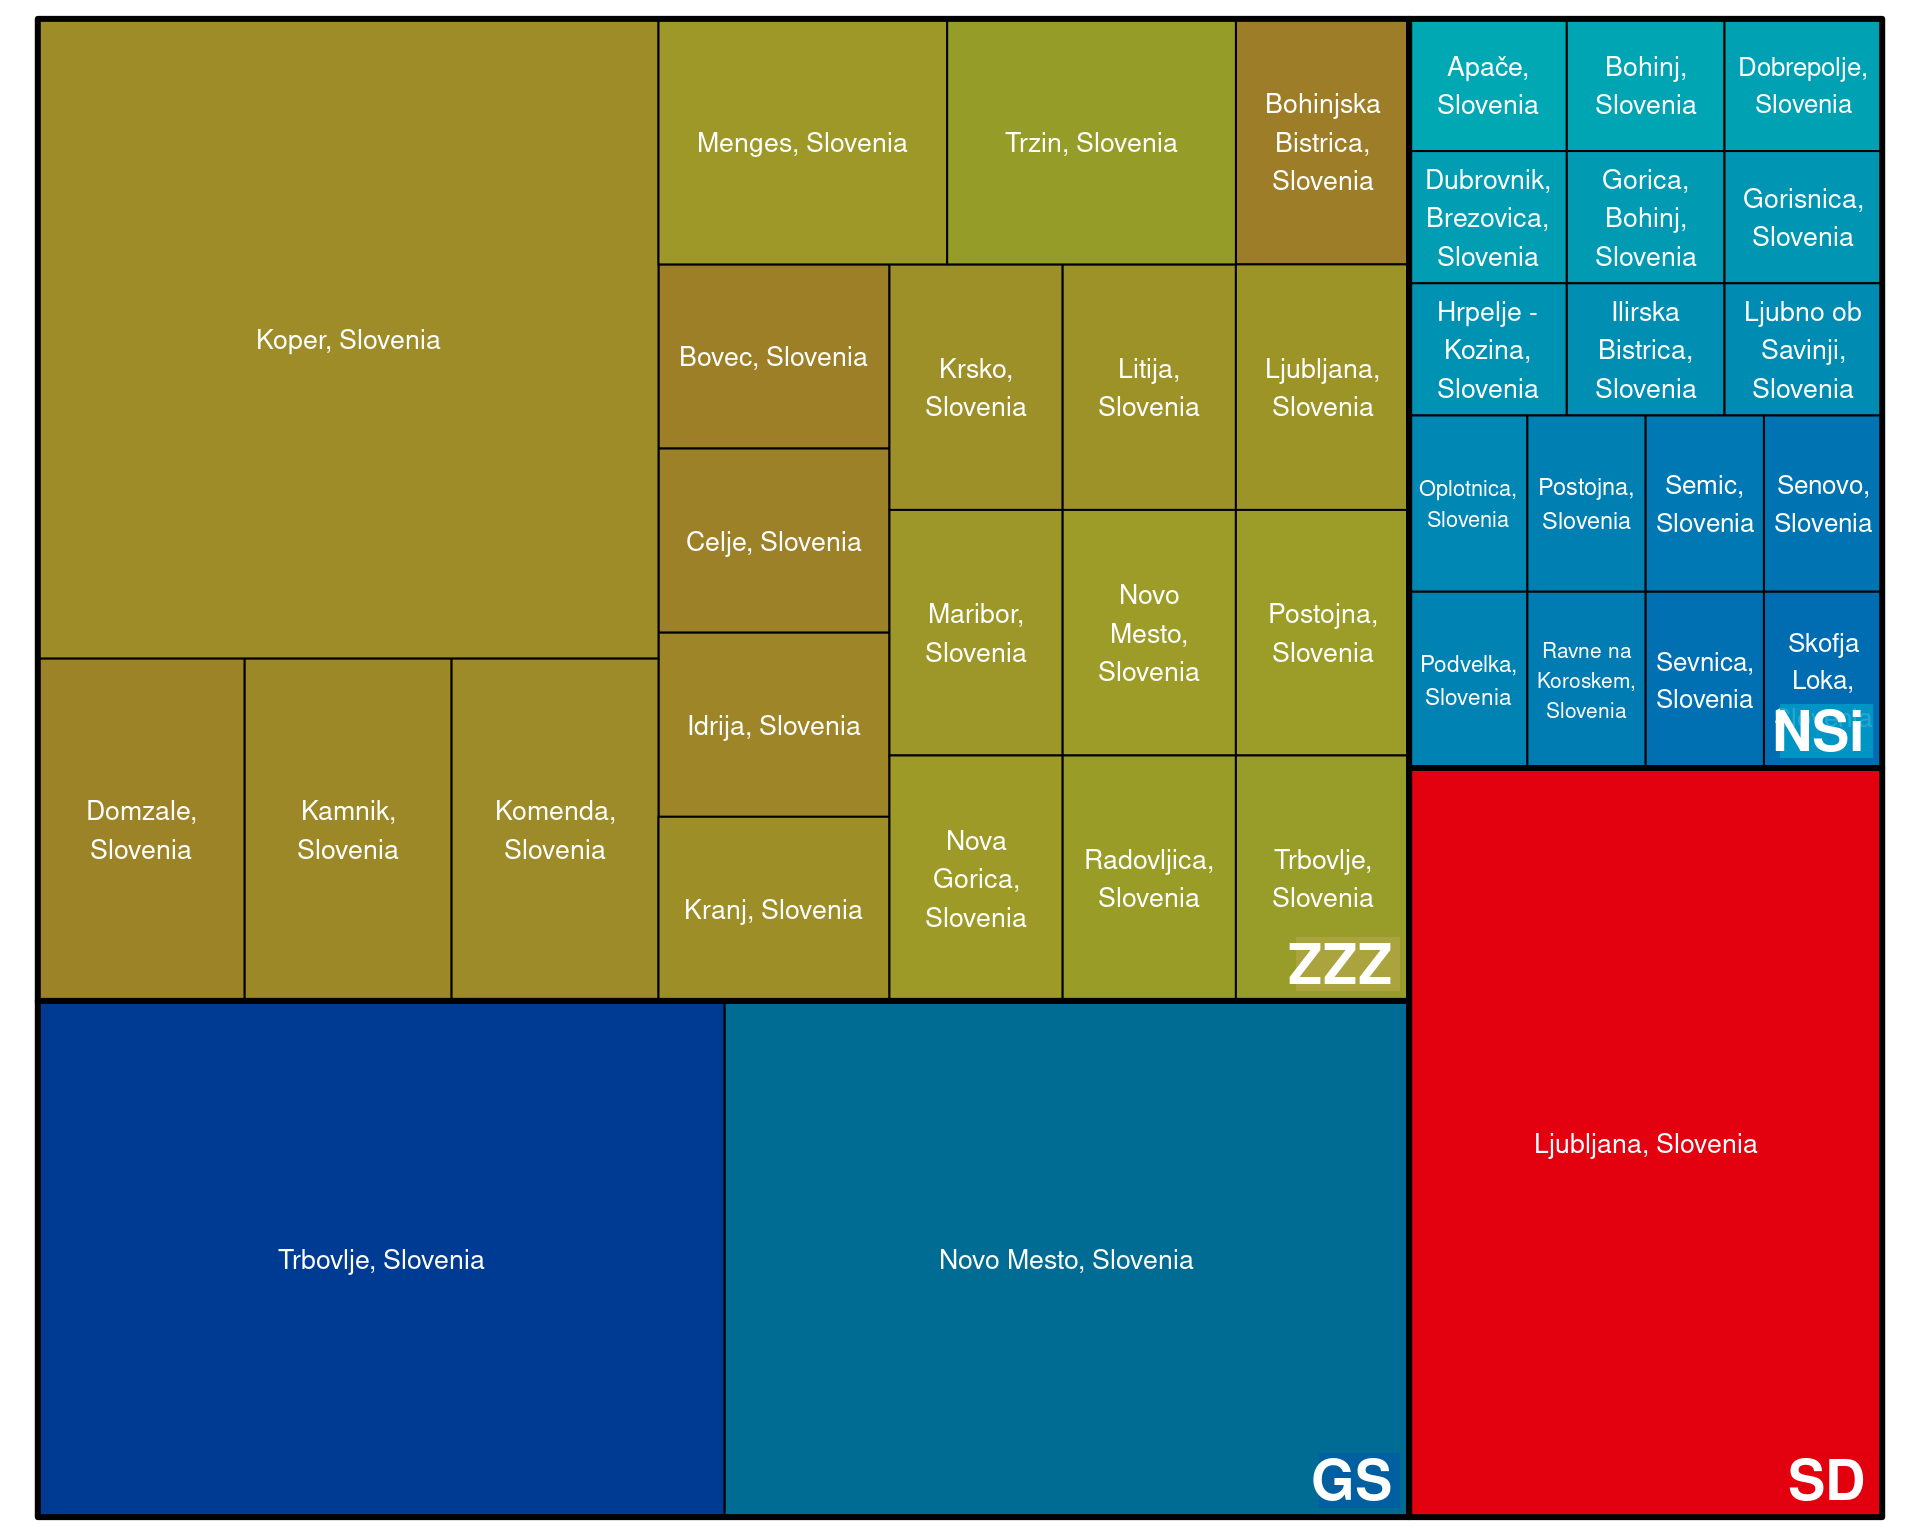 Koper, Slovenia
Menges, Slovenia
Trzin, Slovenia
Bohinjska
Bistrica,
Slovenia
Bovec, Slovenia
Celje, Slovenia
Idrija, Slovenia
Kranj, Slovenia
Krsko,
Slovenia
Litija,
Slovenia
Ljubljana,
Slovenia
Maribor,
Slovenia
Novo
Mesto,
Slovenia
Postojna,
Slovenia
Domzale,
Slovenia
Kamnik,
Slovenia
Komenda,
Slovenia
Nova
Gorica,
Slovenia
Radovljica,
Slovenia
Trbovlje,
Slovenia
ZZZ
Apače,
Slovenia
Bohinj,
Slovenia
Dobrepolje,
Slovenia
Dubrovnik,
Brezovica,
Slovenia
Gorica,
Bohinj,
Slovenia
Gorisnica,
Slovenia
Hrpelje -
Kozina,
Slovenia
Ilirska
Bistrica,
Slovenia
Ljubno ob
Savinji,
Slovenia
Oplotnica,
Slovenia
Postojna,
Slovenia
Semic,
Slovenia
Senovo,
Slovenia
Podvelka,
Slovenia
Ravne na
Koroskem,
Slovenia
Sevnica,
Slovenia
Skofja
Loka,
NSi
Trbovlje, Slovenia
Novo Mesto, Slovenia
GS
Ljubljana, Slovenia
SD